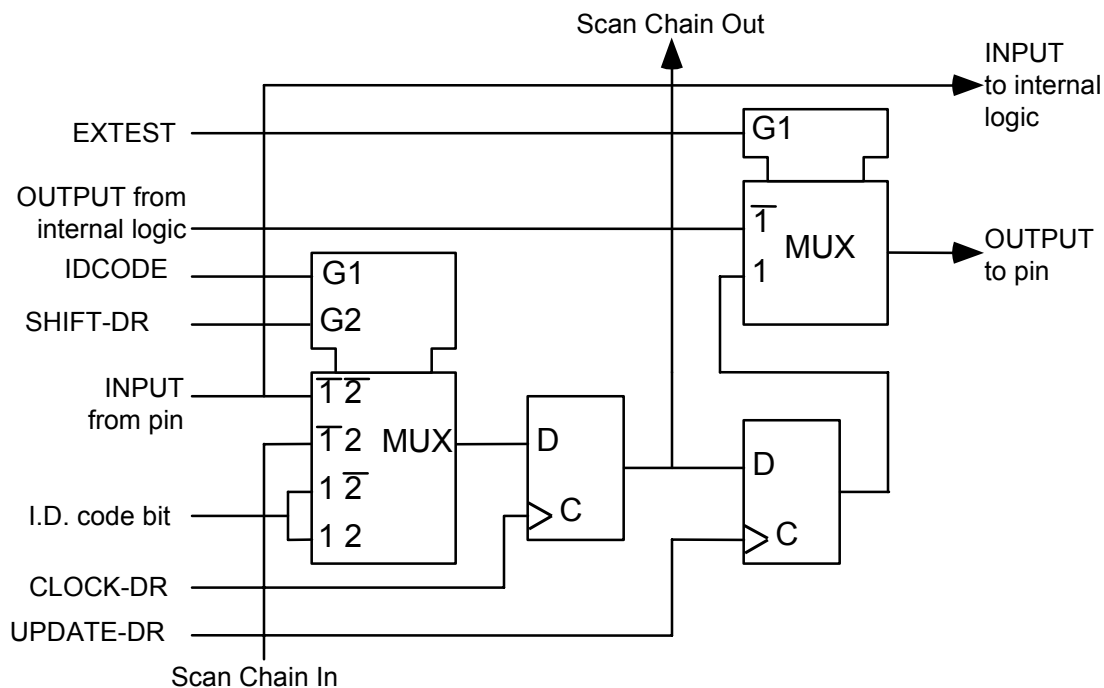 Scan Chain Out
INPUT
to internal
logic
EXTEST
G1
OUTPUT from
internal logic
1̅
MUX
OUTPUT
to pin
1
IDCODE
G1
SHIFT-DR
G2
INPUT
from pin
1̅ 2̅
1̅ 2
MUX
1 2̅
1 2
I.D. code bit
D
C
D
C
CLOCK-DR
UPDATE-DR
Scan Chain In